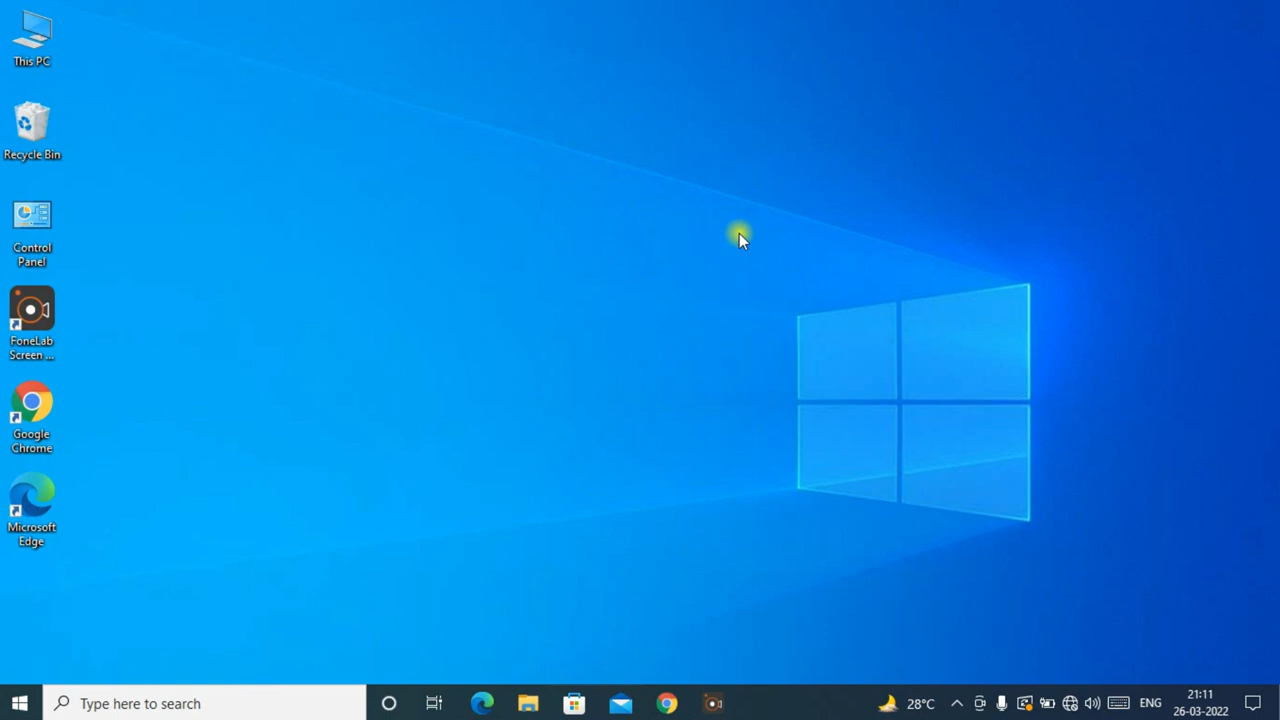 This PC
Recycle Bin
Control
Panel
FoneLab
Screen ...
Google
Chrome
Microsoft
Edge
Type here to search
28°C
ENG
21:11
26-03-2022